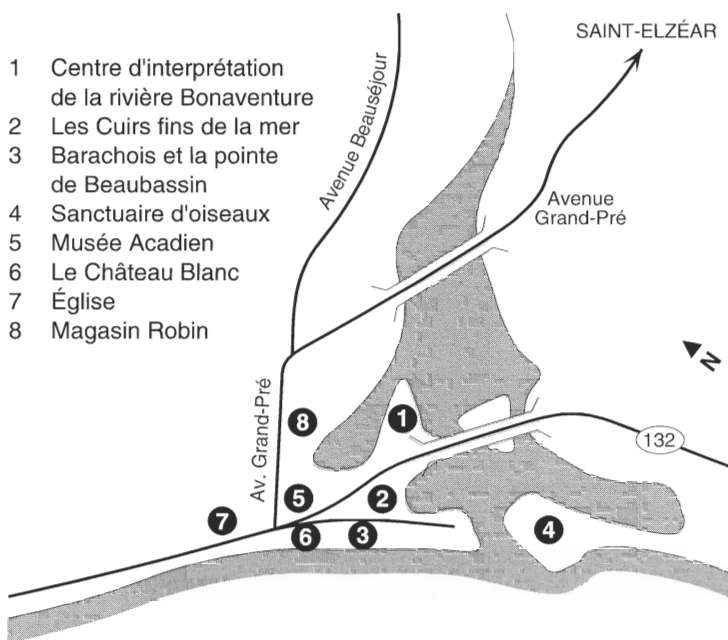 1 Centre d'interprétation
de la rivière Bonaventure
2 Les Cuirs fins de la mer
3 Barachois et la pointe
de Beaubassin
4 Sanctuaire d'oiseaux
5 Musée Acadien
6 Le Château Blanc
7 Église
8 Magasin Robin
SAINT-ELZÉAR
Avenue Beauséjour
Avenue
Grand-Pré
N
Av. Grand-Pré
132
8
1
5
2
7
6
3
4